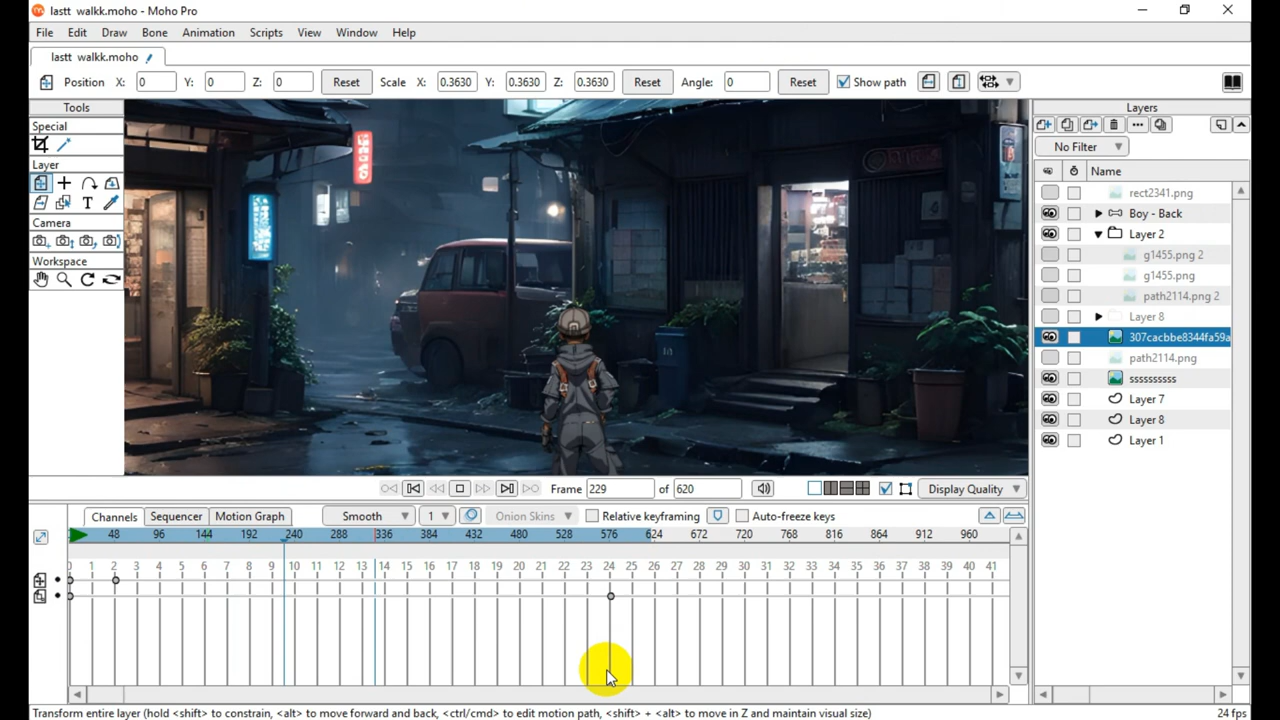 lastt walkk.moho - Moho Pro
File Edit Draw Bone Animation Scripts View Window Help
lastt walkk.moho
Position X: 0 Y: 0 Z: 0 Reset Scale X: 0.3630 Y: 0.3630 Z: 0.3630 Reset Angle: 0 Reset Show path
Tools
Special
Layer
Camera
Workspace
Layers
No Filter
Name
rect2341.png
Boy - Back
Layer 2
g1455.png 2
g1455.png
path2114.png 2
Layer 8
307cacbbe8344fa59a
path2114.png
ssssssssss
Layer 7
Layer 8
Layer 1
Frame 229 of 620 Display Quality
Channels Sequencer Motion Graph Smooth 1 Onion Skins Relative keyframing Auto-freeze keys
48 96 144 192 240 288 336 384 432 480 528 576 624 672 720 768 816 864 912 960
0 1 2 3 4 5 6 7 8 9 10 11 12 13 14 15 16 17 18 19 20 21 22 23 24 25 26 27 28 29 30 31 32 33 34 35 36 37 38 39 40 41
Transform entire layer (hold <shift> to constrain, <alt> to move forward and back, <ctrl/cmd> to edit motion path, <shift> + <alt> to move in Z and maintain visual size)
24 fps